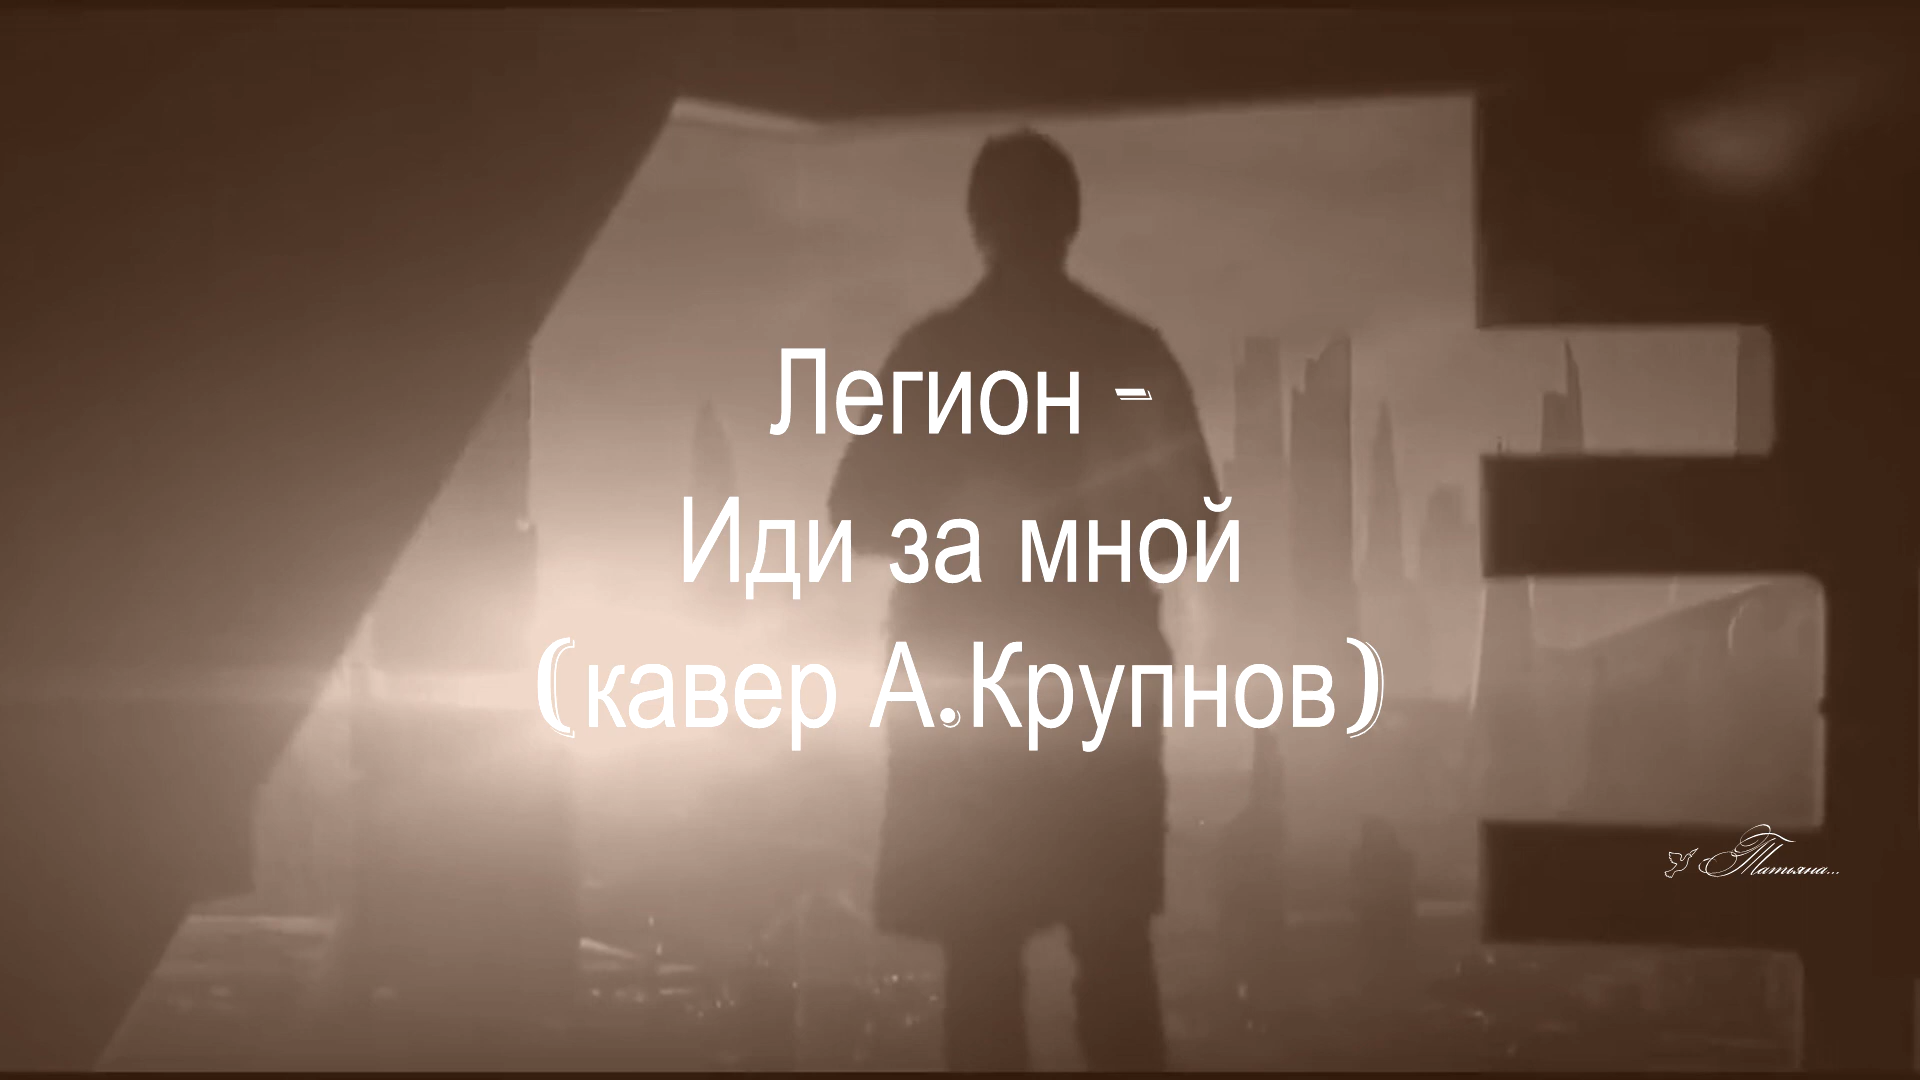 Легион -
Иди за мной
(кавер А.Крупнов)
Татьяна...